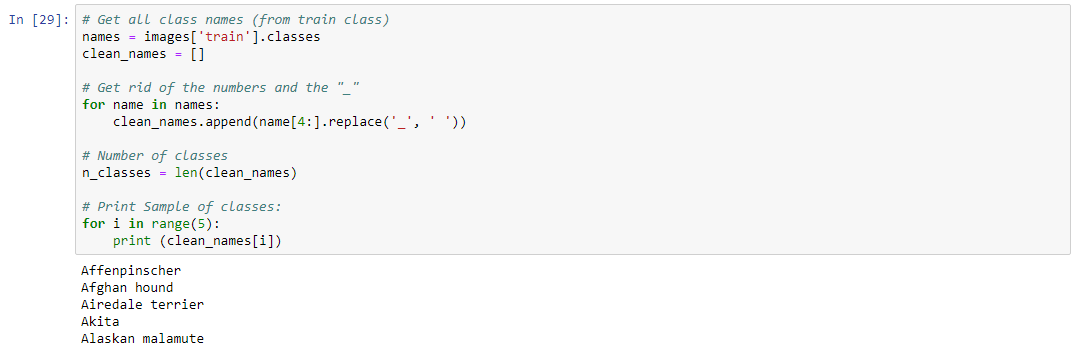 In [29]: # Get all class names (from train class)
names = images['train'].classes
clean_names = []

# Get rid of the numbers and the "_"
for name in names:
    clean_names.append(name[4:].replace('_', ' '))

# Number of classes
n_classes = len(clean_names)

# Print Sample of classes:
for i in range(5):
    print (clean_names[i])

Affenpinscher
Afghan hound
Airedale terrier
Akita
Alaskan malamute